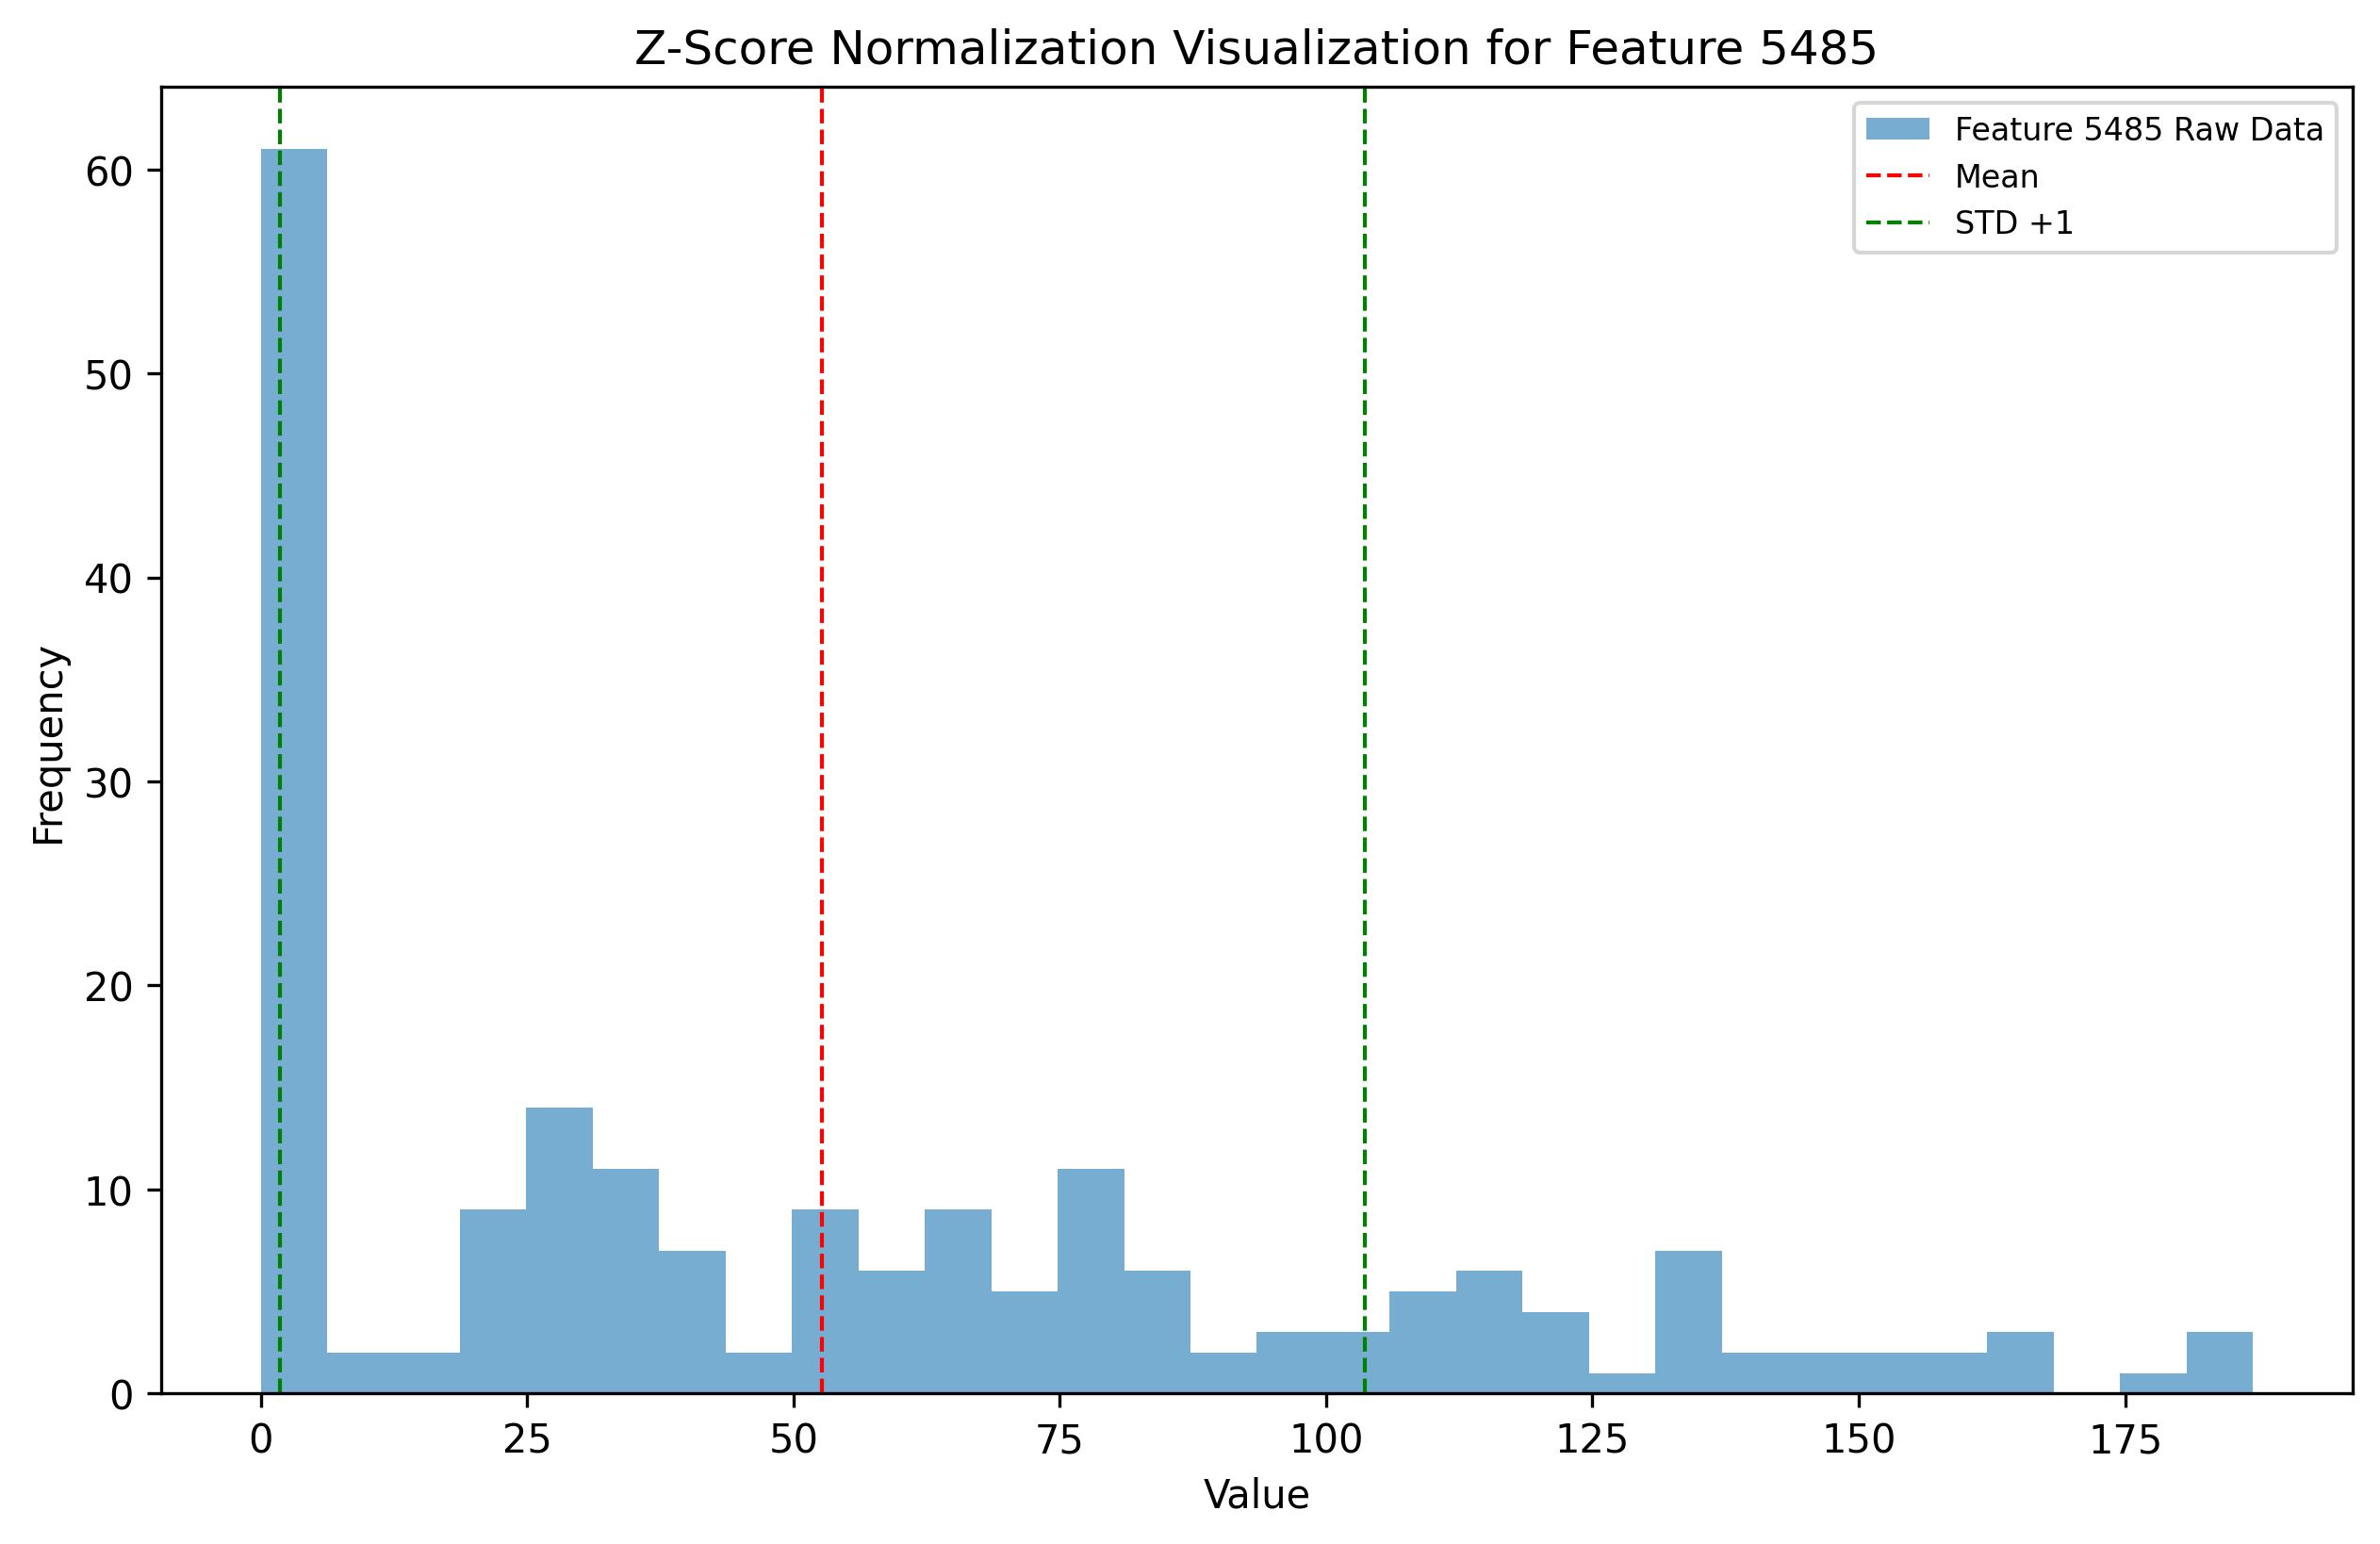 Z-Score Normalization Visualization for Feature 5485
Feature 5485 Raw Data
Mean
STD +1
60
50
40
30
20
10
0
Frequency
0 25 50 75 100 125 150 175
Value